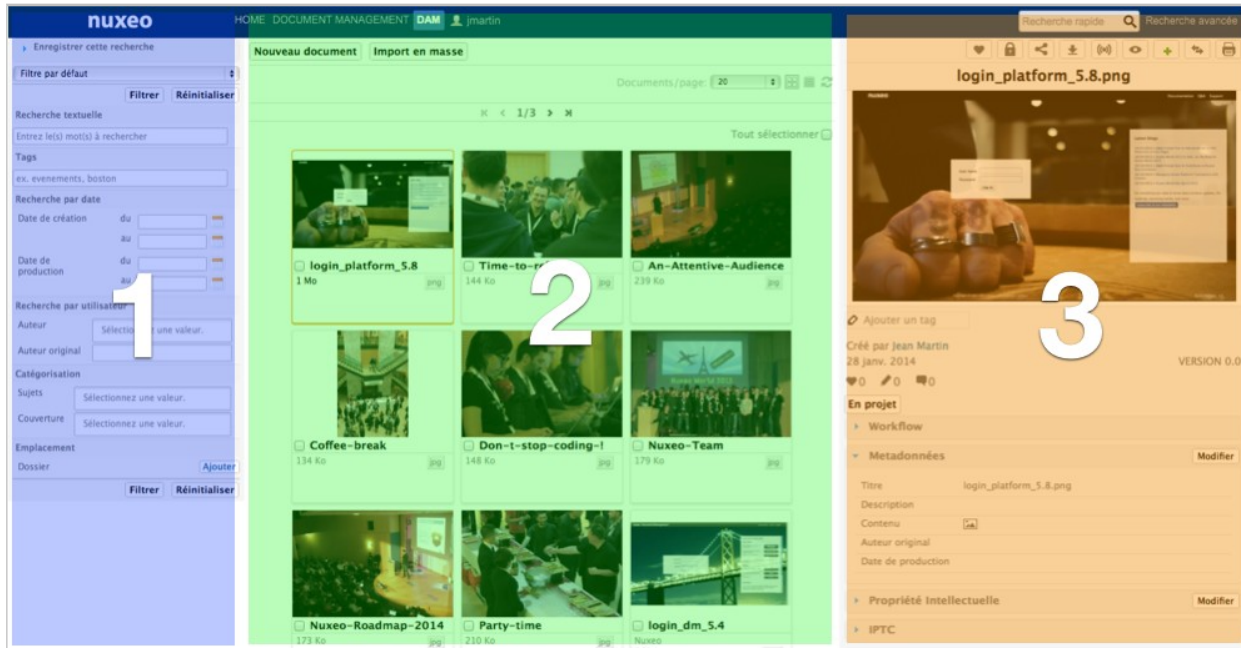 nuxeo
HOME DOCUMENT MANAGEMENT DAM jmartin
Recherche rapide Recherche avancée
Enregistrer cette recherche
Filtre par défaut
Filtrer Réinitialiser
Recherche textuelle
Entrez le(s) mot(s) à rechercher
Tags
ex. evenements, boston
Recherche par date
Date de création du
au
Date de production du
au
1
Recherche par utilisateur
Auteur Sélectionnez une valeur.
Auteur original
Catégorisation
Sujets Sélectionnez une valeur.
Couverture Sélectionnez une valeur.
Emplacement
Dossier Ajouter
Filtrer Réinitialiser
Nouveau document Import en masse
Documents/page: 20
1/3
Tout sélectionner
login_platform_5.8
1 Mo png
Time-to-
144 Ko jpg
An-Attentive-Audience
239 Ko jpg
2
Nuxeo World 2013
Coffee-break
134 Ko jpg
Don-t-stop-coding-!
148 Ko jpg
Nuxeo-Team
179 Ko jpg
Nuxeo-Roadmap-2014
173 Ko jpg
Party-time
210 Ko jpg
login_dm_5.4
Nuxeo
login_platform_5.8.png
nuxeo
3
Ajouter un tag
Créé par Jean Martin
28 janv. 2014 VERSION 0.0
0 0 0
En projet
Workflow
Metadonnées Modifier
Titre login_platform_5.8.png
Description
Contenu
Auteur original
Date de production
Propriété Intellectuelle Modifier
IPTC